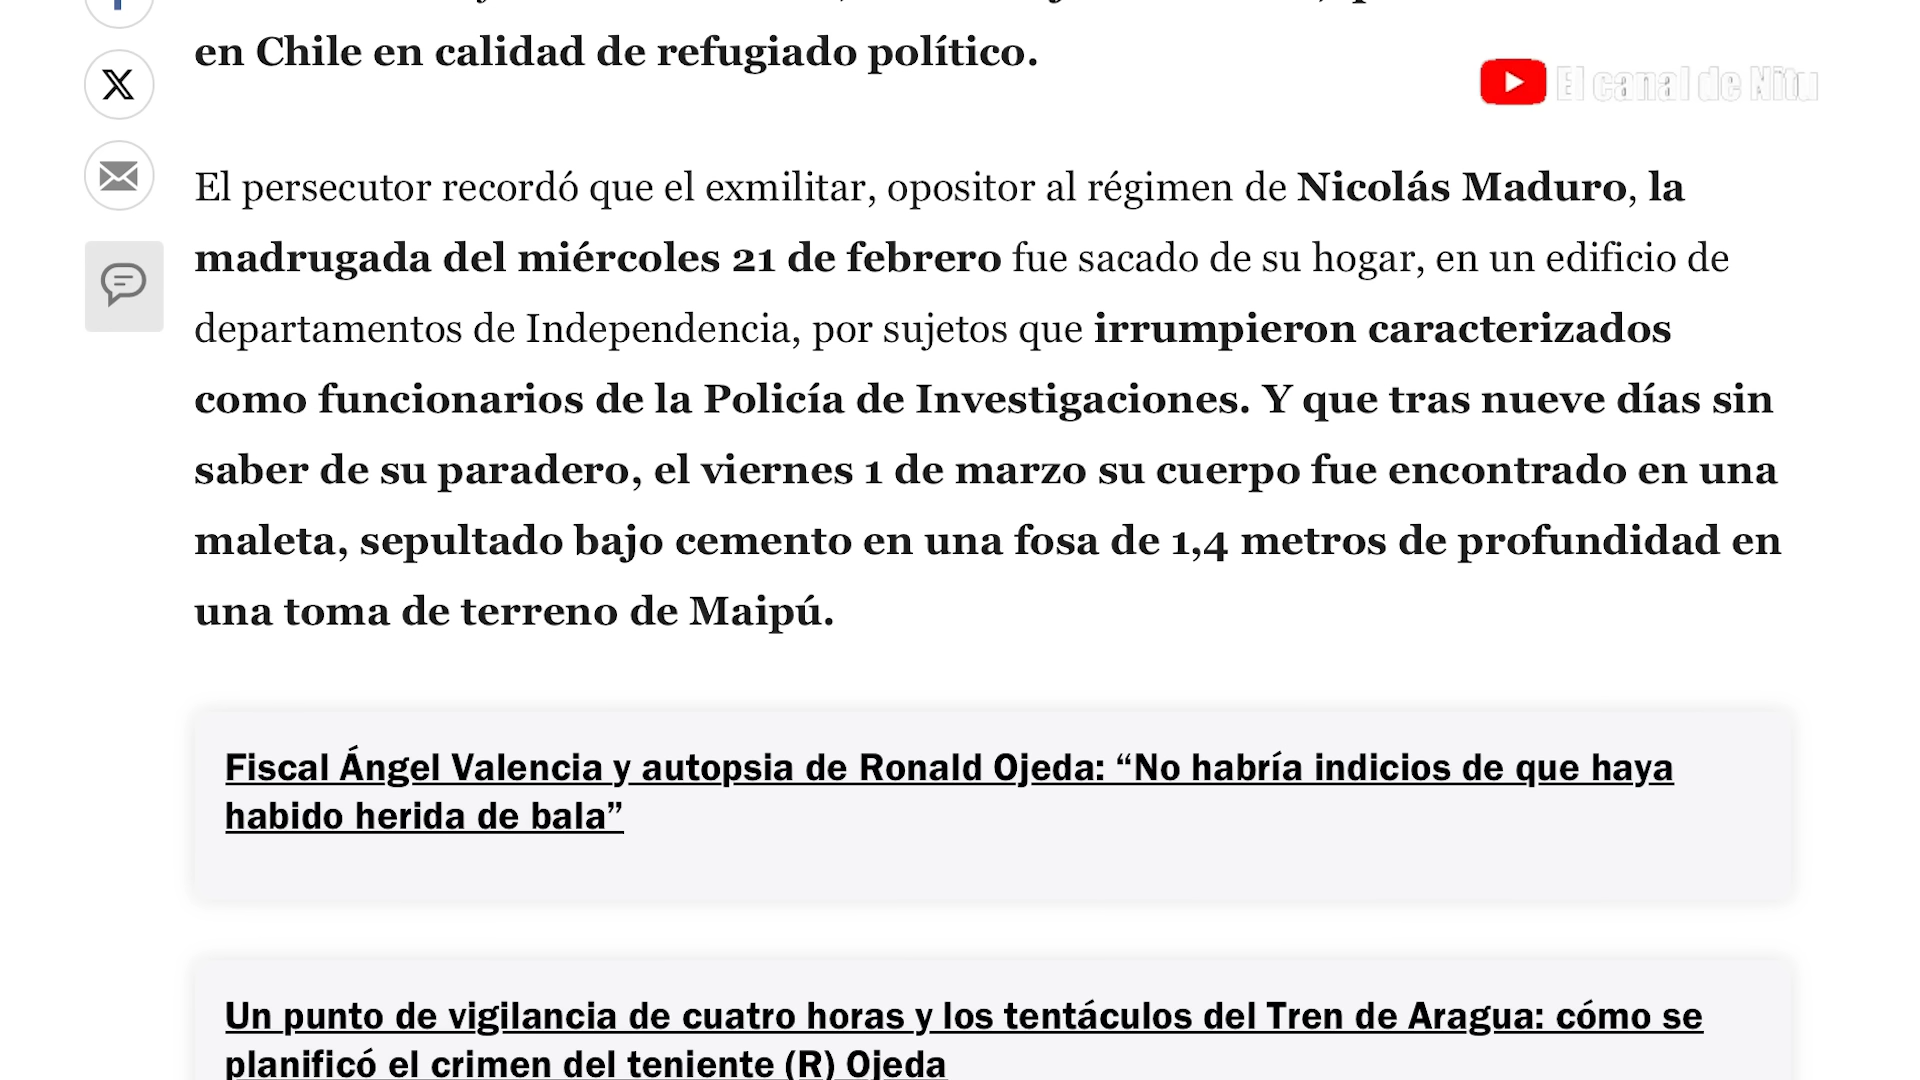 en Chile en calidad de refugiado político.
El canal de Nitu
El persecutor recordó que el exmilitar, opositor al régimen de Nicolás Maduro, la
madrugada del miércoles 21 de febrero fue sacado de su hogar, en un edificio de
departamentos de Independencia, por sujetos que irrumpieron caracterizados
como funcionarios de la Policía de Investigaciones. Y que tras nueve días sin
saber de su paradero, el viernes 1 de marzo su cuerpo fue encontrado en una
maleta, sepultado bajo cemento en una fosa de 1,4 metros de profundidad en
una toma de terreno de Maipú.
Fiscal Ángel Valencia y autopsia de Ronald Ojeda: “No habría indicios de que haya
habido herida de bala”
Un punto de vigilancia de cuatro horas y los tentáculos del Tren de Aragua: cómo se
planificó el crimen del teniente (R) Ojeda